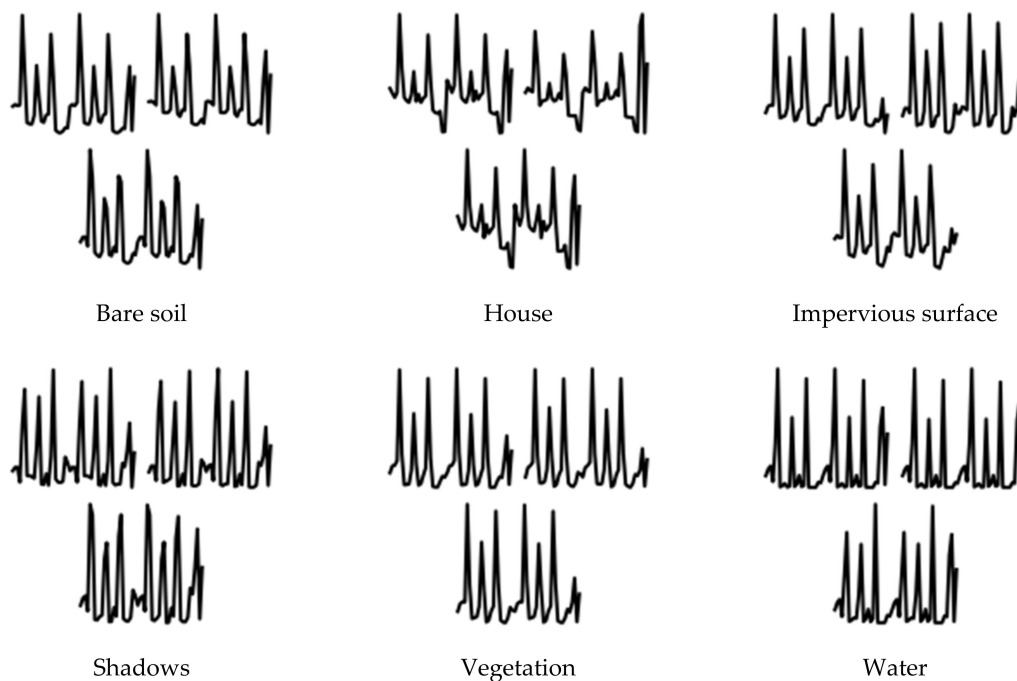 Bare soil
House
Impervious surface
Shadows
Vegetation
Water